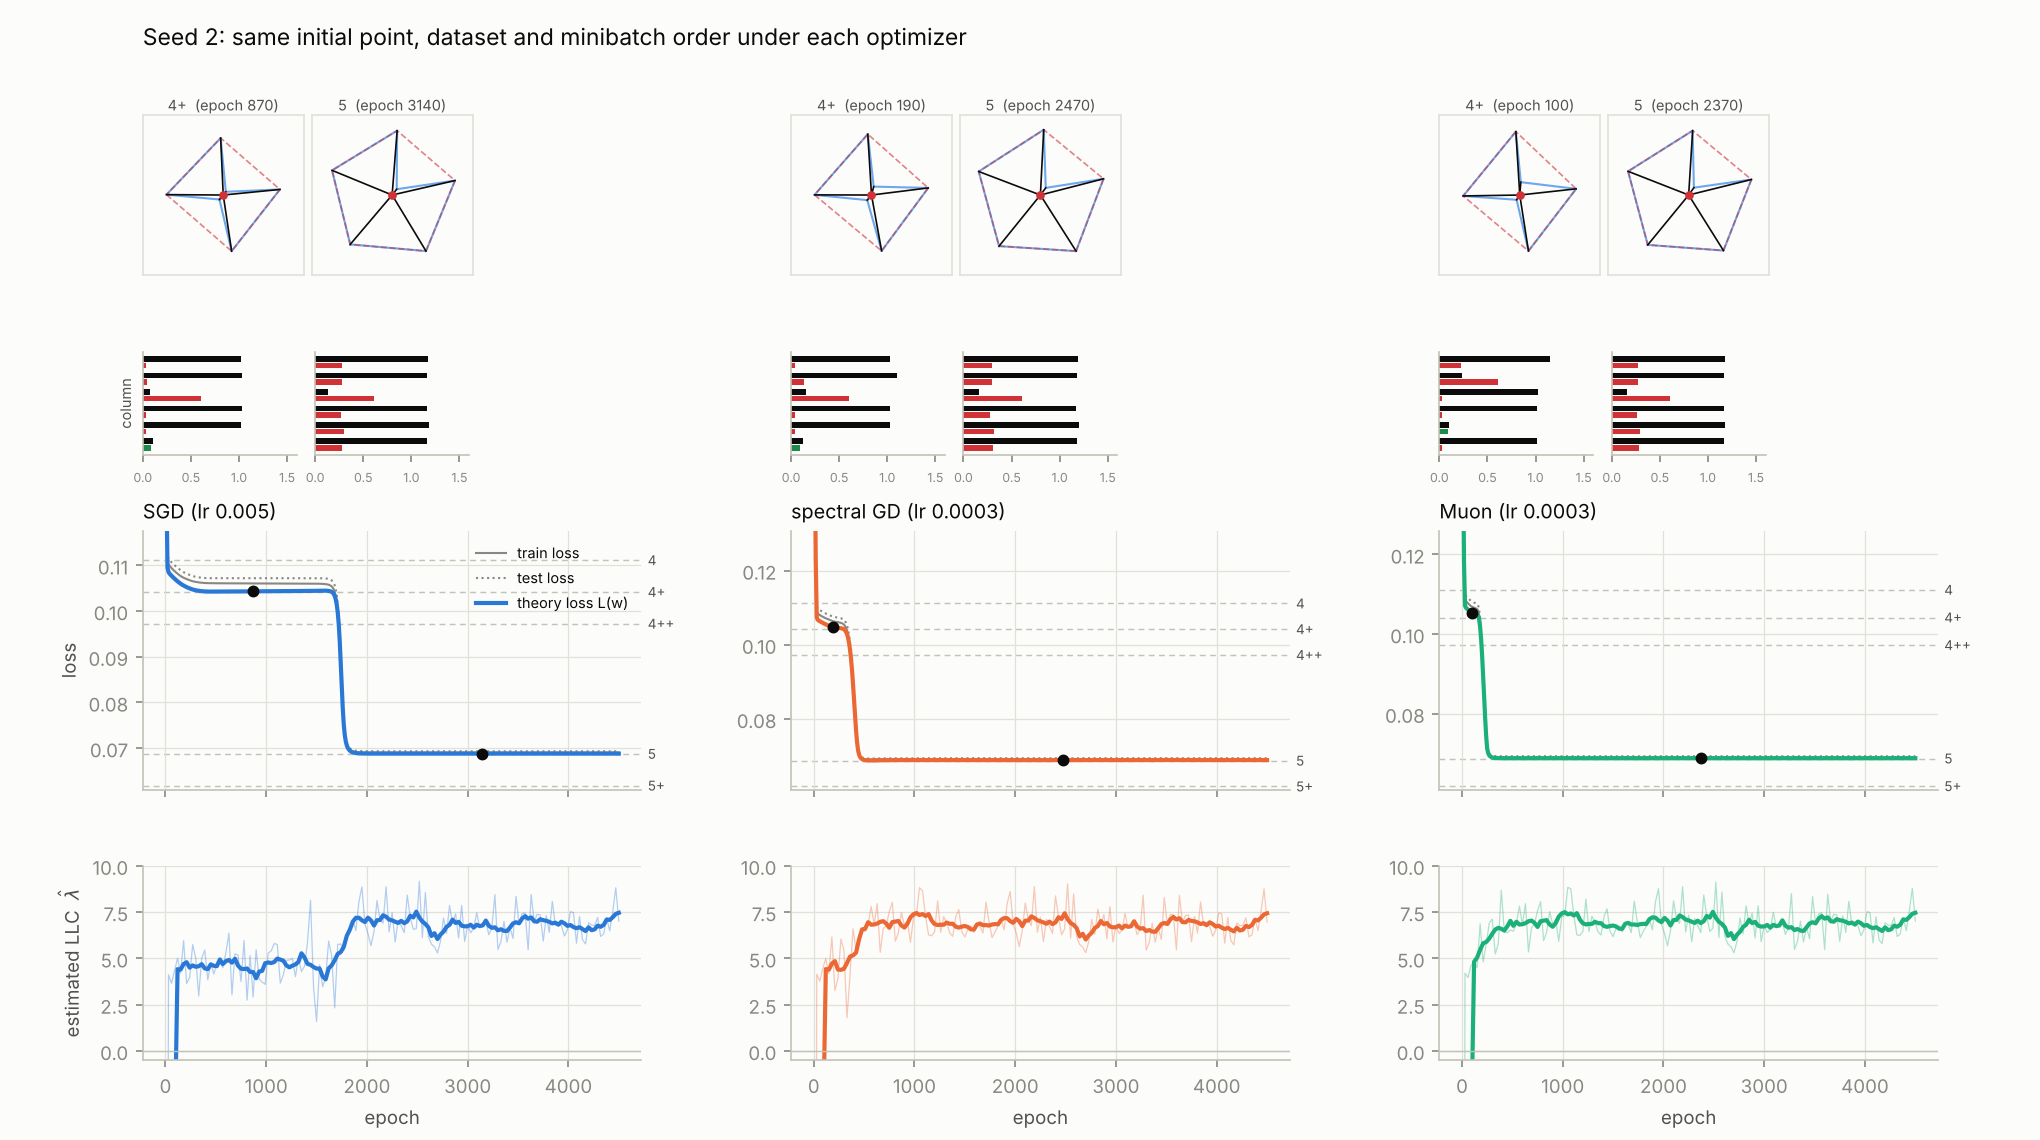 Seed 2: same initial point, dataset and minibatch order under each optimizer
4+ (epoch 870)
5 (epoch 3140)
4+ (epoch 190)
5 (epoch 2470)
4+ (epoch 100)
5 (epoch 2370)
column
0.0 0.5 1.0 1.5
0.0 0.5 1.0 1.5
0.0 0.5 1.0 1.5
0.0 0.5 1.0 1.5
0.0 0.5 1.0 1.5
0.0 0.5 1.0 1.5
SGD (lr 0.005)
loss
0.11
0.10
0.09
0.08
0.07
train loss
test loss
theory loss L(w)
4
4+
4++
5
5+
spectral GD (lr 0.0003)
0.12
0.10
0.08
4
4+
4++
5
5+
Muon (lr 0.0003)
0.12
0.10
0.08
4
4+
4++
5
5+
estimated LLC λ̂
10.0
7.5
5.0
2.5
0.0
0 1000 2000 3000 4000
epoch
10.0
7.5
5.0
2.5
0.0
0 1000 2000 3000 4000
epoch
10.0
7.5
5.0
2.5
0.0
0 1000 2000 3000 4000
epoch